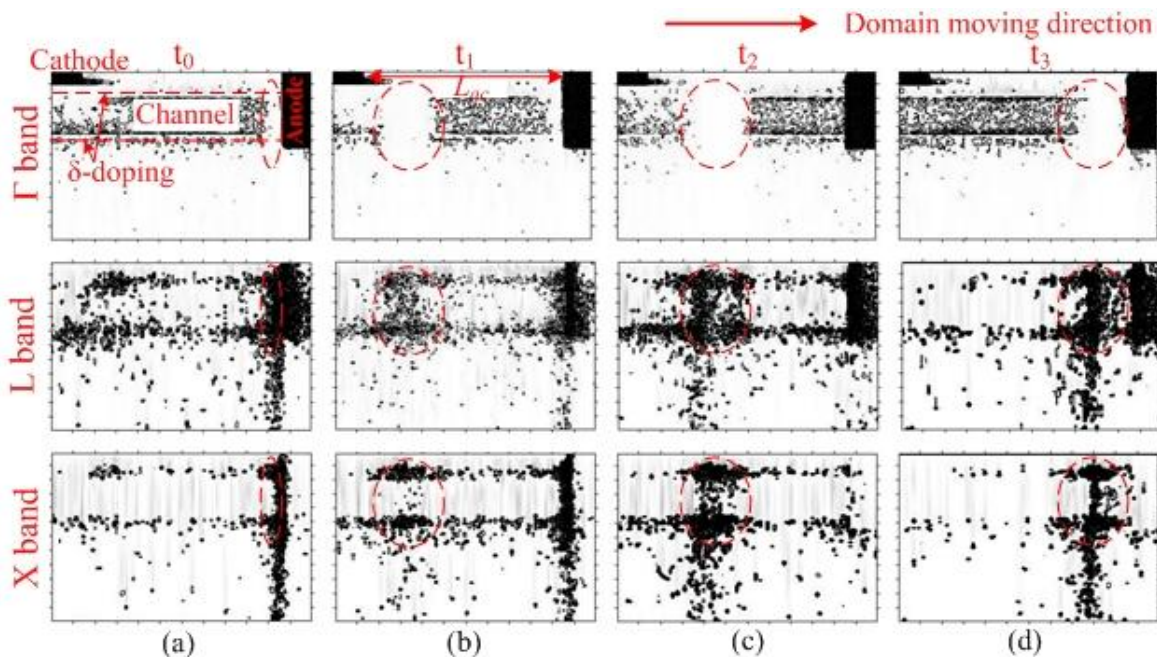 Domain moving direction
Cathode t₀ t₁ t₂ t₃
L_ac
Channel
Anode
δ-doping
Γ band
L band
X band
(a) (b) (c) (d)